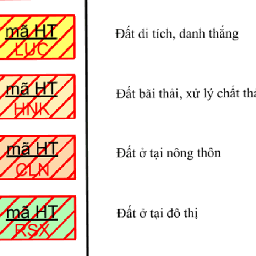 mã HT
LUC
Đất di tích, danh thắng
mã HT
HNK
Đất bãi thải, xử lý chất
mã HT
CLN
Đất ở tại nông thôn
mã HT
RSX
Đất ở tại đô thị